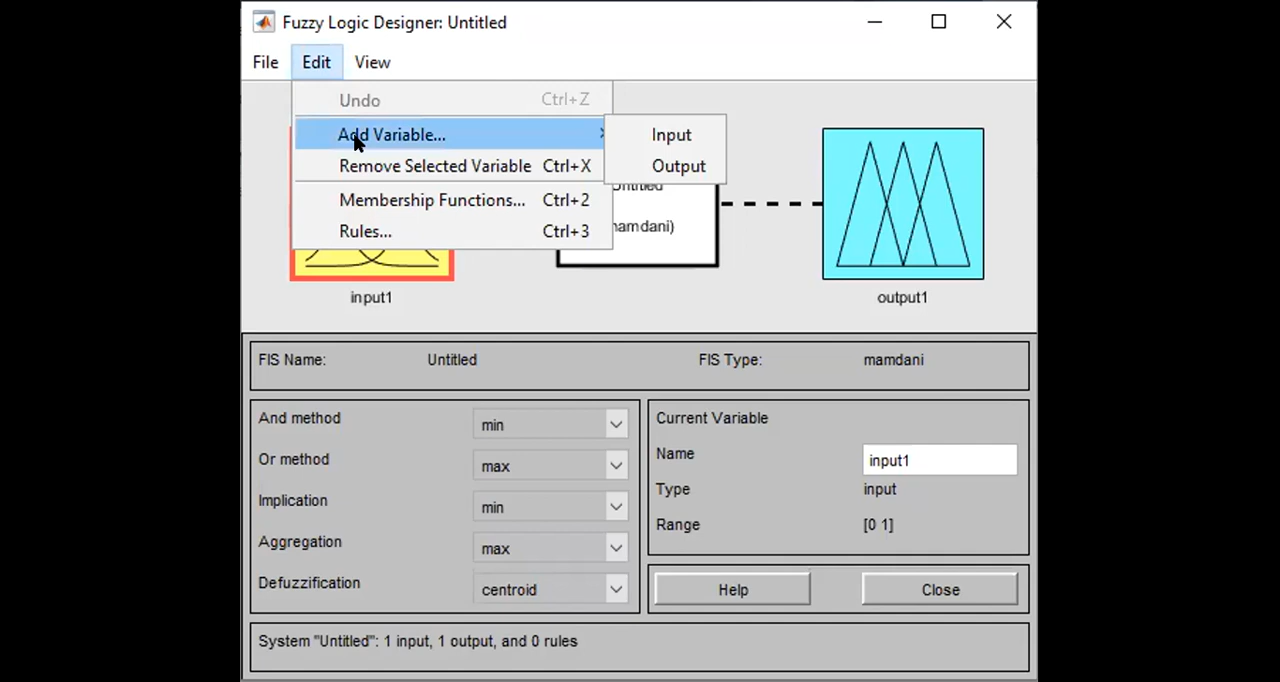 Fuzzy Logic Designer: Untitled
File Edit View
Undo Ctrl+Z
Add Variable... Input
Remove Selected Variable Ctrl+X Output
Membership Functions... Ctrl+2 Untitled
Rules... Ctrl+3 mamdani)
input1 output1
FIS Name: Untitled FIS Type: mamdani
And method min
Or method max
Implication min
Aggregation max
Defuzzification centroid
Current Variable
Name input1
Type input
Range [0 1]
Help Close
System "Untitled": 1 input, 1 output, and 0 rules